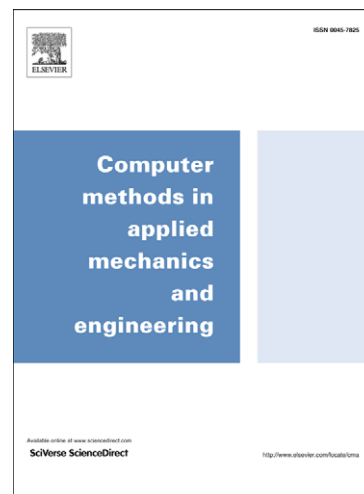 ISSN 0045-7825
ELSEVIER
Computer
methods in
applied
mechanics
and
engineering
Available online at www.sciencedirect.com
SciVerse ScienceDirect
http://www.elsevier.com/locate/cma